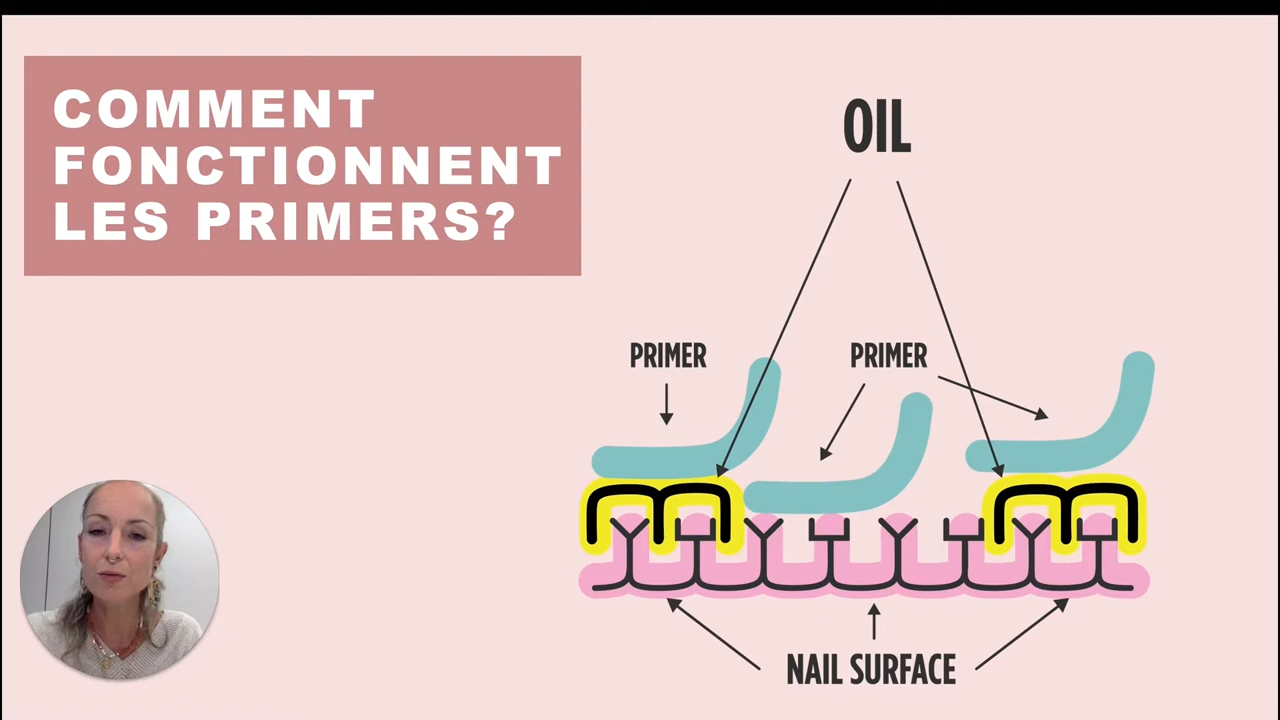 COMMENT
FONCTIONNENT
LES PRIMERS?
OIL
PRIMER
PRIMER
NAIL SURFACE